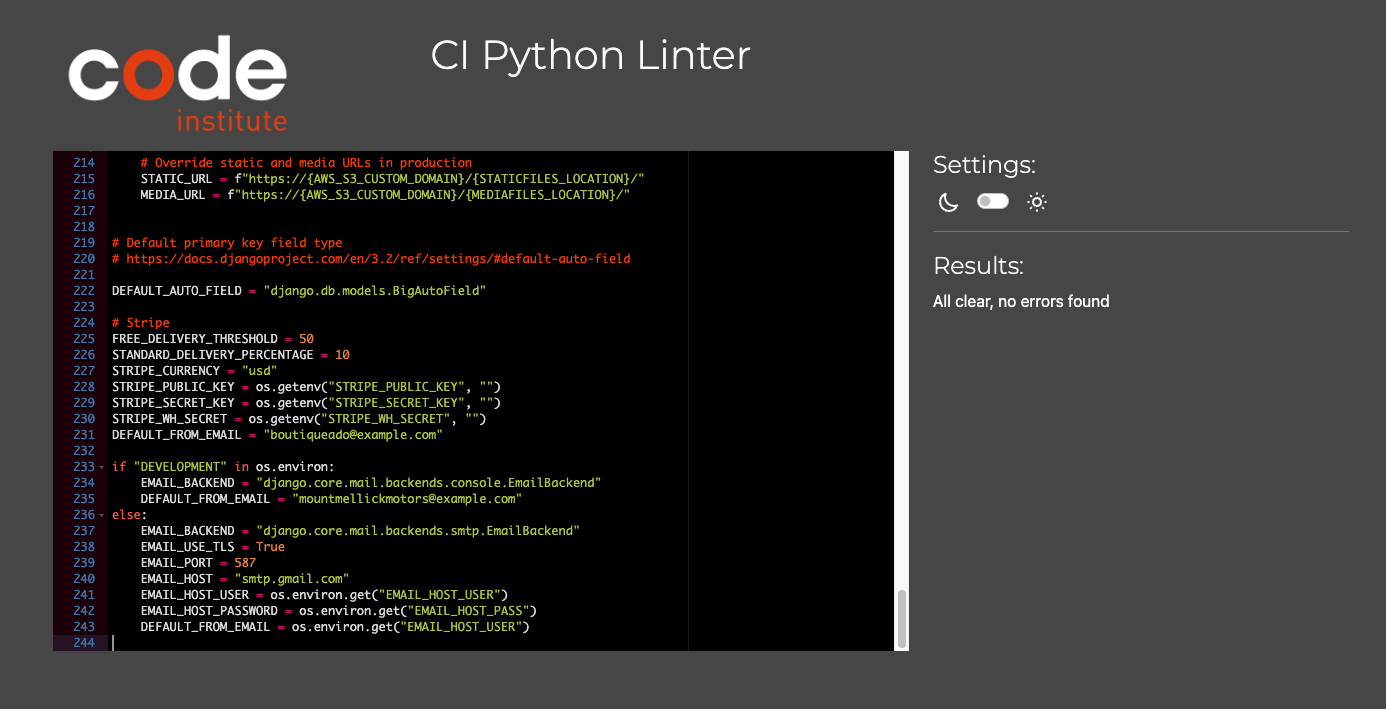 code
institute
CI Python Linter
214     # Override static and media URLs in production
215     STATIC_URL = f"https://{AWS_S3_CUSTOM_DOMAIN}/{STATICFILES_LOCATION}/"
216     MEDIA_URL = f"https://{AWS_S3_CUSTOM_DOMAIN}/{MEDIAFILES_LOCATION}/"
217
218
219 # Default primary key field type
220 # https://docs.djangoproject.com/en/3.2/ref/settings/#default-auto-field
221
222 DEFAULT_AUTO_FIELD = "django.db.models.BigAutoField"
223
224 # Stripe
225 FREE_DELIVERY_THRESHOLD = 50
226 STANDARD_DELIVERY_PERCENTAGE = 10
227 STRIPE_CURRENCY = "usd"
228 STRIPE_PUBLIC_KEY = os.getenv("STRIPE_PUBLIC_KEY", "")
229 STRIPE_SECRET_KEY = os.getenv("STRIPE_SECRET_KEY", "")
230 STRIPE_WH_SECRET = os.getenv("STRIPE_WH_SECRET", "")
231 DEFAULT_FROM_EMAIL = "boutiqueado@example.com"
232
233 if "DEVELOPMENT" in os.environ:
234     EMAIL_BACKEND = "django.core.mail.backends.console.EmailBackend"
235     DEFAULT_FROM_EMAIL = "mountmellickmotors@example.com"
236 else:
237     EMAIL_BACKEND = "django.core.mail.backends.smtp.EmailBackend"
238     EMAIL_USE_TLS = True
239     EMAIL_PORT = 587
240     EMAIL_HOST = "smtp.gmail.com"
241     EMAIL_HOST_USER = os.environ.get("EMAIL_HOST_USER")
242     EMAIL_HOST_PASSWORD = os.environ.get("EMAIL_HOST_PASS")
243     DEFAULT_FROM_EMAIL = os.environ.get("EMAIL_HOST_USER")
244
Settings:
Results:
All clear, no errors found